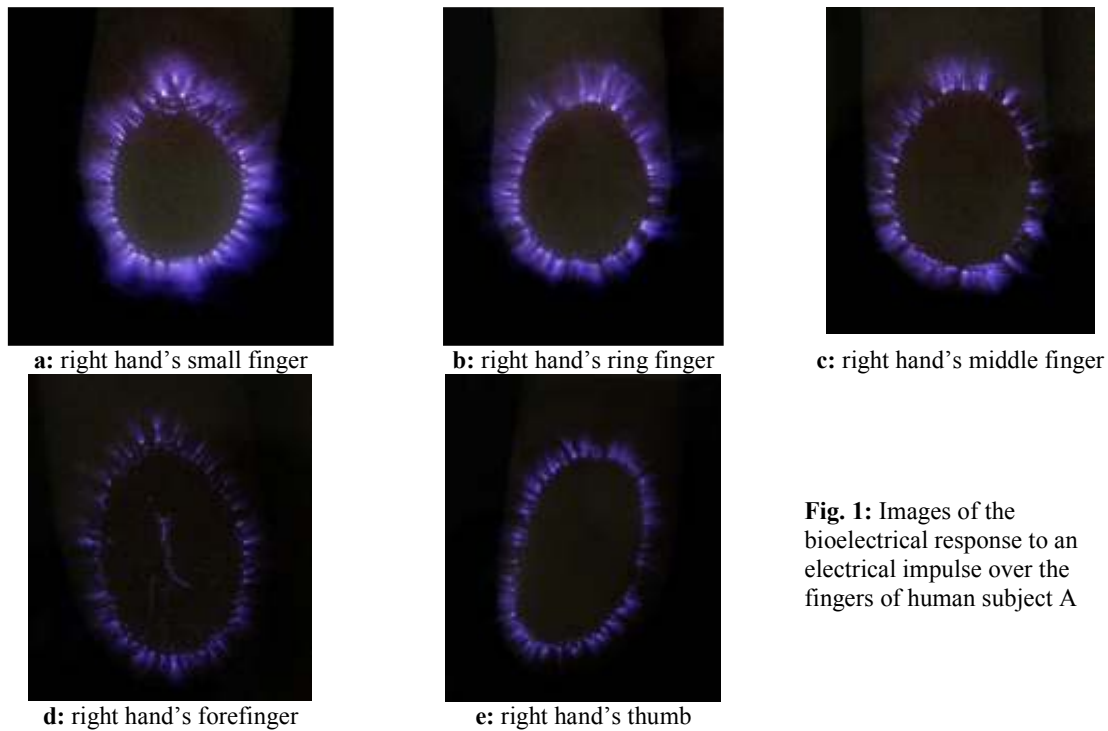 a: right hand's small finger
b: right hand's ring finger
c: right hand's middle finger
d: right hand's forefinger
e: right hand's thumb
Fig. 1: Images of the
bioelectrical response to an
electrical impulse over the
fingers of human subject A